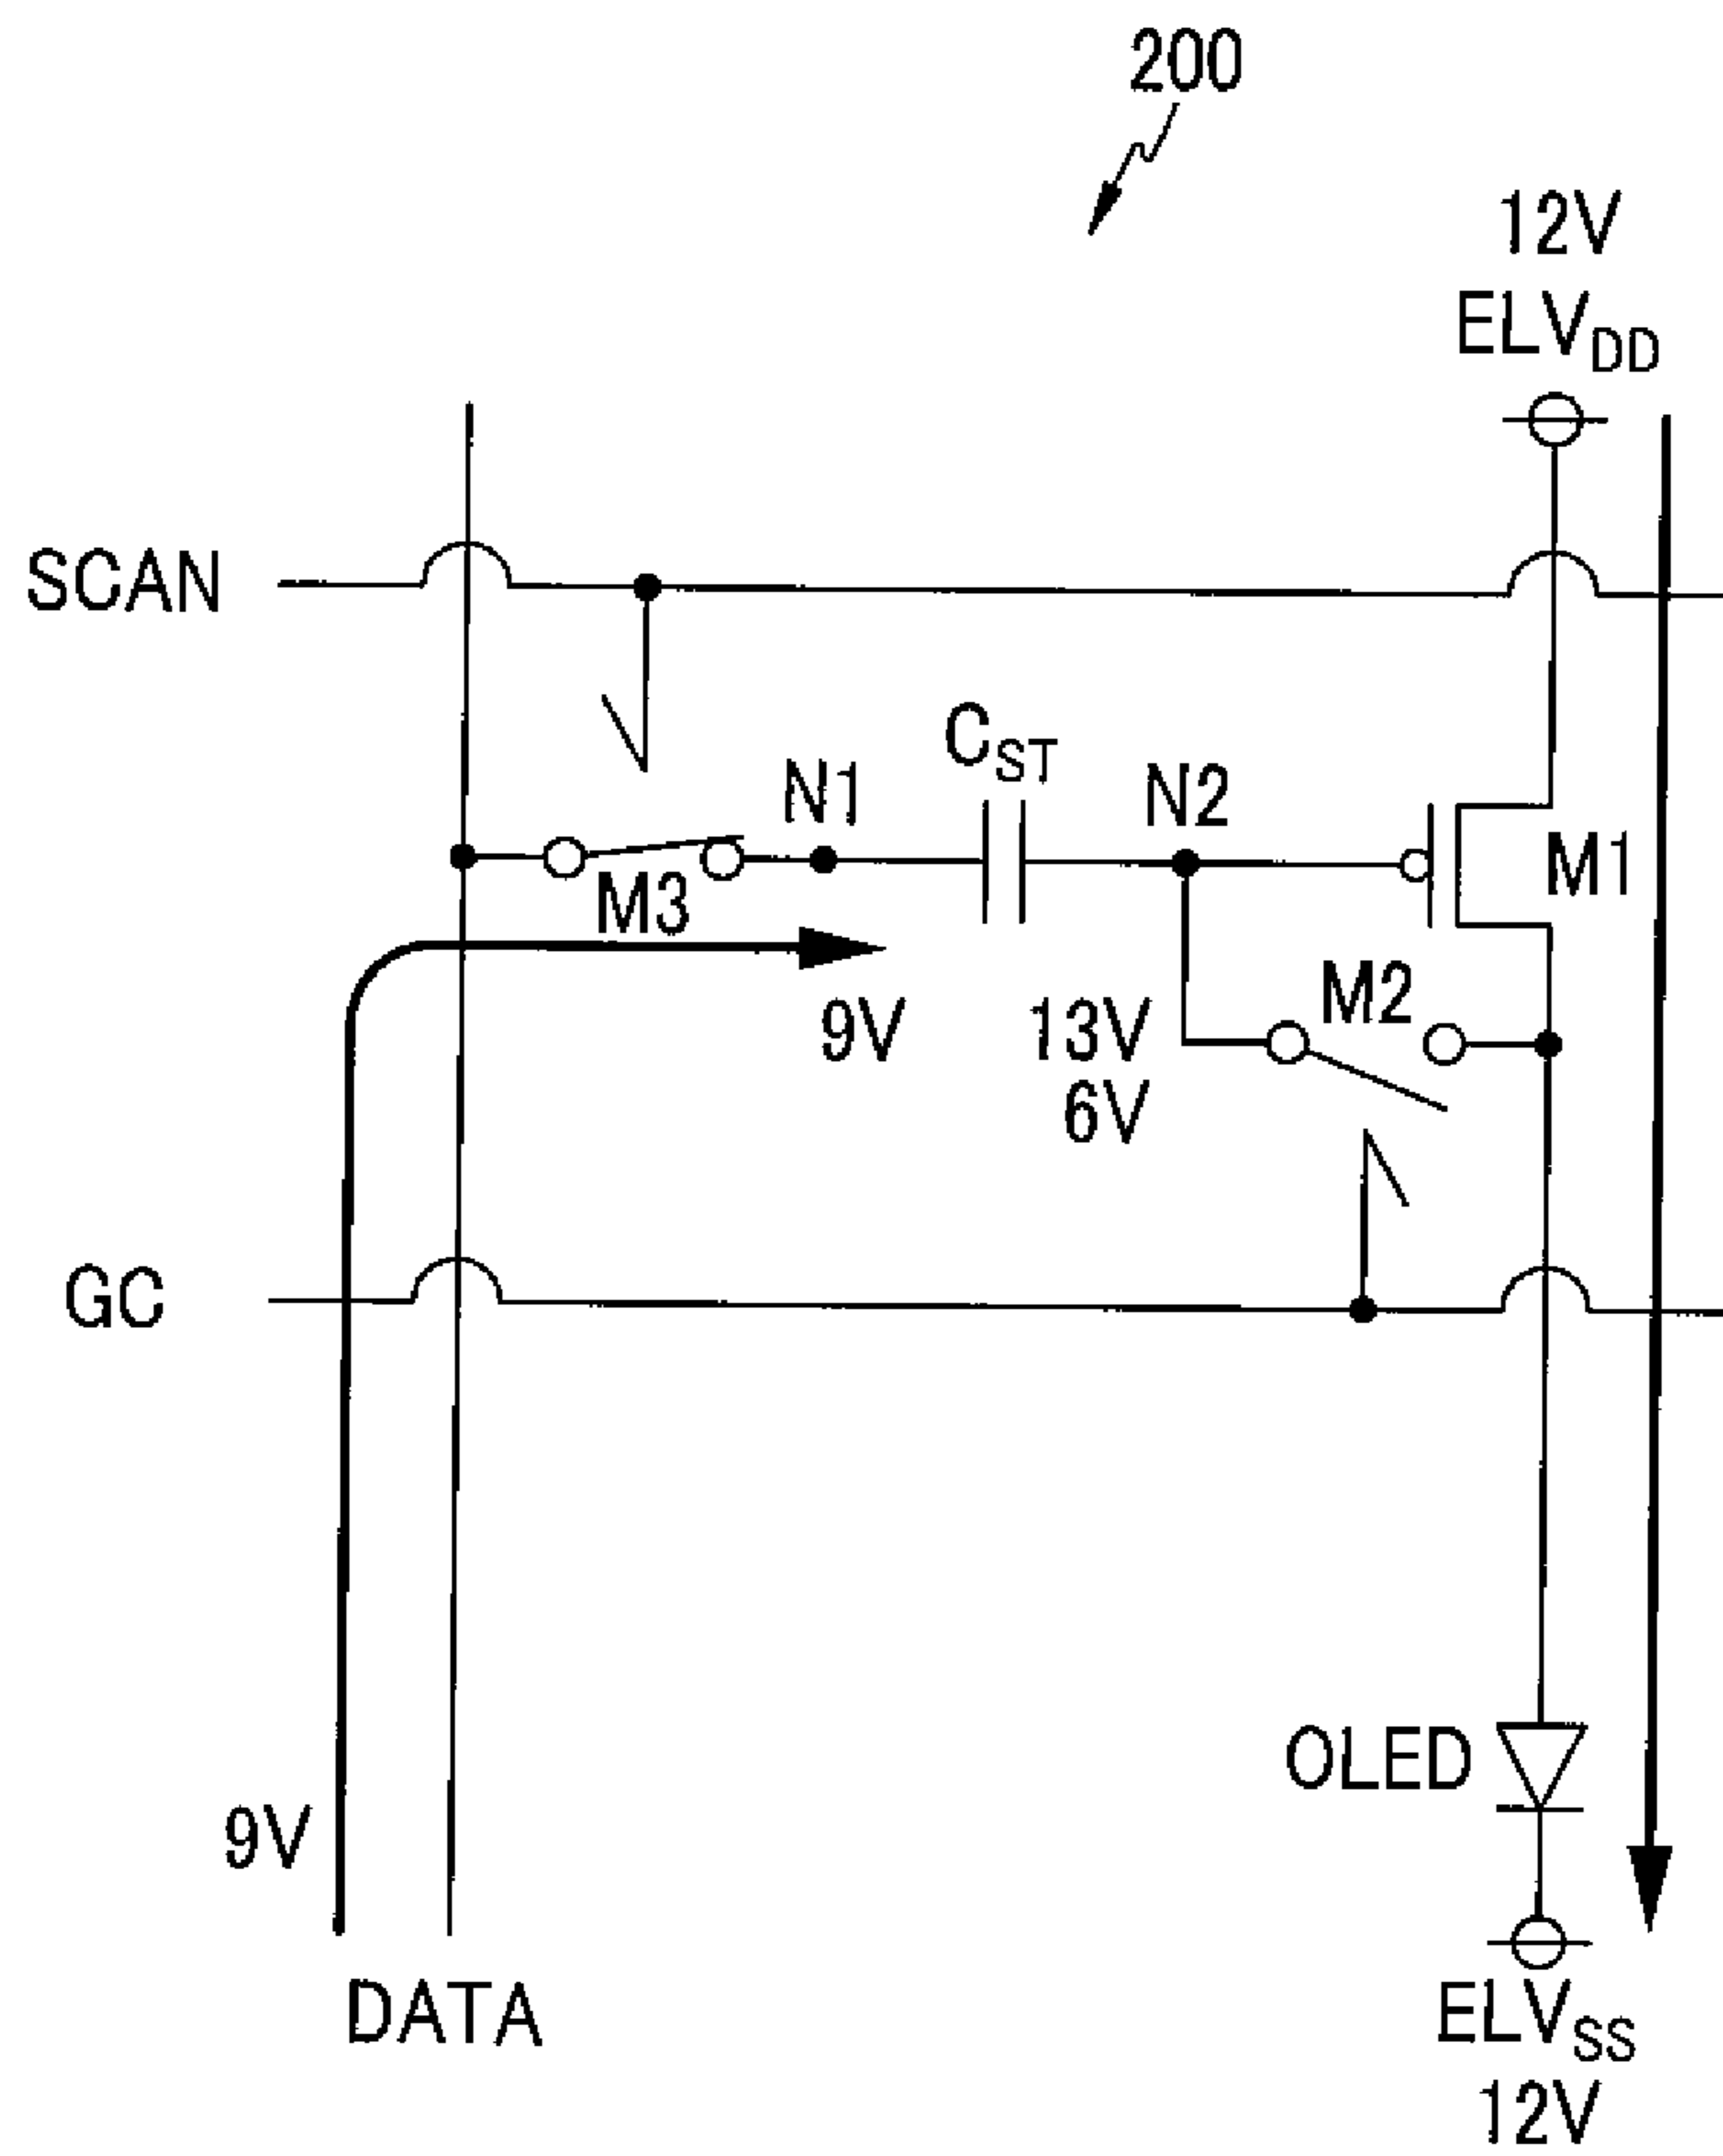 200
12V
ELVDD
SCAN
CST
N1
N2
M1
M3
M2
9V
13V
6V
GC
OLED
9V
DATA
ELVSS
12V